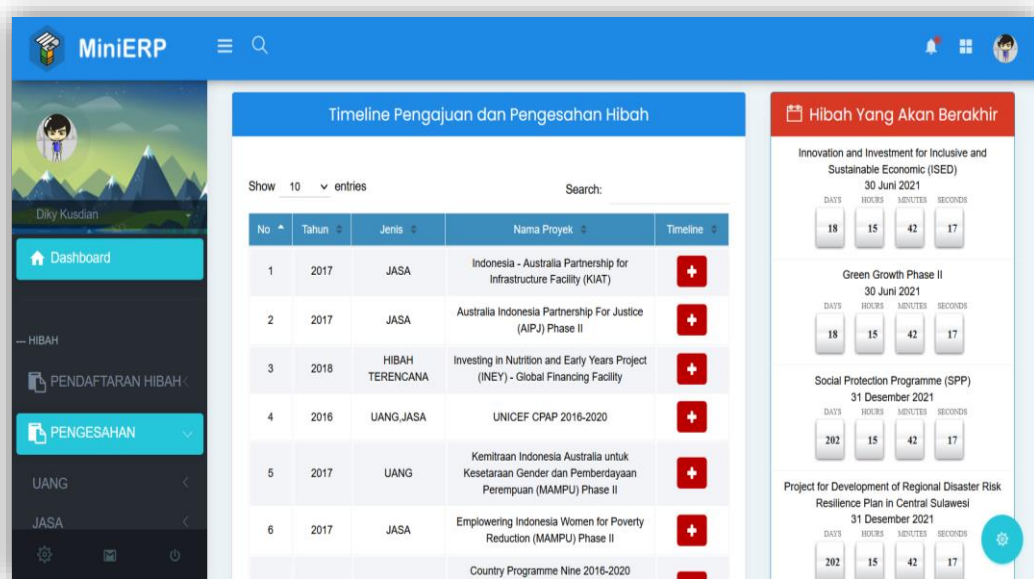 MiniERP
Diky Kusdian
Dashboard
--- HIBAH
PENDAFTARAN HIBAH
PENGESAHAN
UANG
JASA
Timeline Pengajuan dan Pengesahan Hibah
Show 10 entries
Search:
No Tahun Jenis Nama Proyek Timeline
1 2017 JASA Indonesia - Australia Partnership for
Infrastructure Facility (KIAT)
2 2017 JASA Australia Indonesia Partnership For Justice
(AIPJ) Phase II
3 2018 HIBAH TERENCANA Investing in Nutrition and Early Years Project
(INEY) - Global Financing Facility
4 2016 UANG,JASA UNICEF CPAP 2016-2020
5 2017 UANG Kemitraan Indonesia Australia untuk
Kesetaraan Gender dan Pemberdayaan
Perempuan (MAMPU) Phase II
6 2017 JASA Emplowering Indonesia Women for Poverty
Reduction (MAMPU) Phase II
Country Programme Nine 2016-2020
Hibah Yang Akan Berakhir
Innovation and Investment for Inclusive and
Sustainable Economic (ISED)
30 Juni 2021
DAYS HOURS MINUTES SECONDS
18 15 42 17
Green Growth Phase II
30 Juni 2021
DAYS HOURS MINUTES SECONDS
18 15 42 17
Social Protection Programme (SPP)
31 Desember 2021
DAYS HOURS MINUTES SECONDS
202 15 42 17
Project for Development of Regional Disaster Risk
Resilience Plan in Central Sulawesi
31 Desember 2021
DAYS HOURS MINUTES SECONDS
202 15 42 17